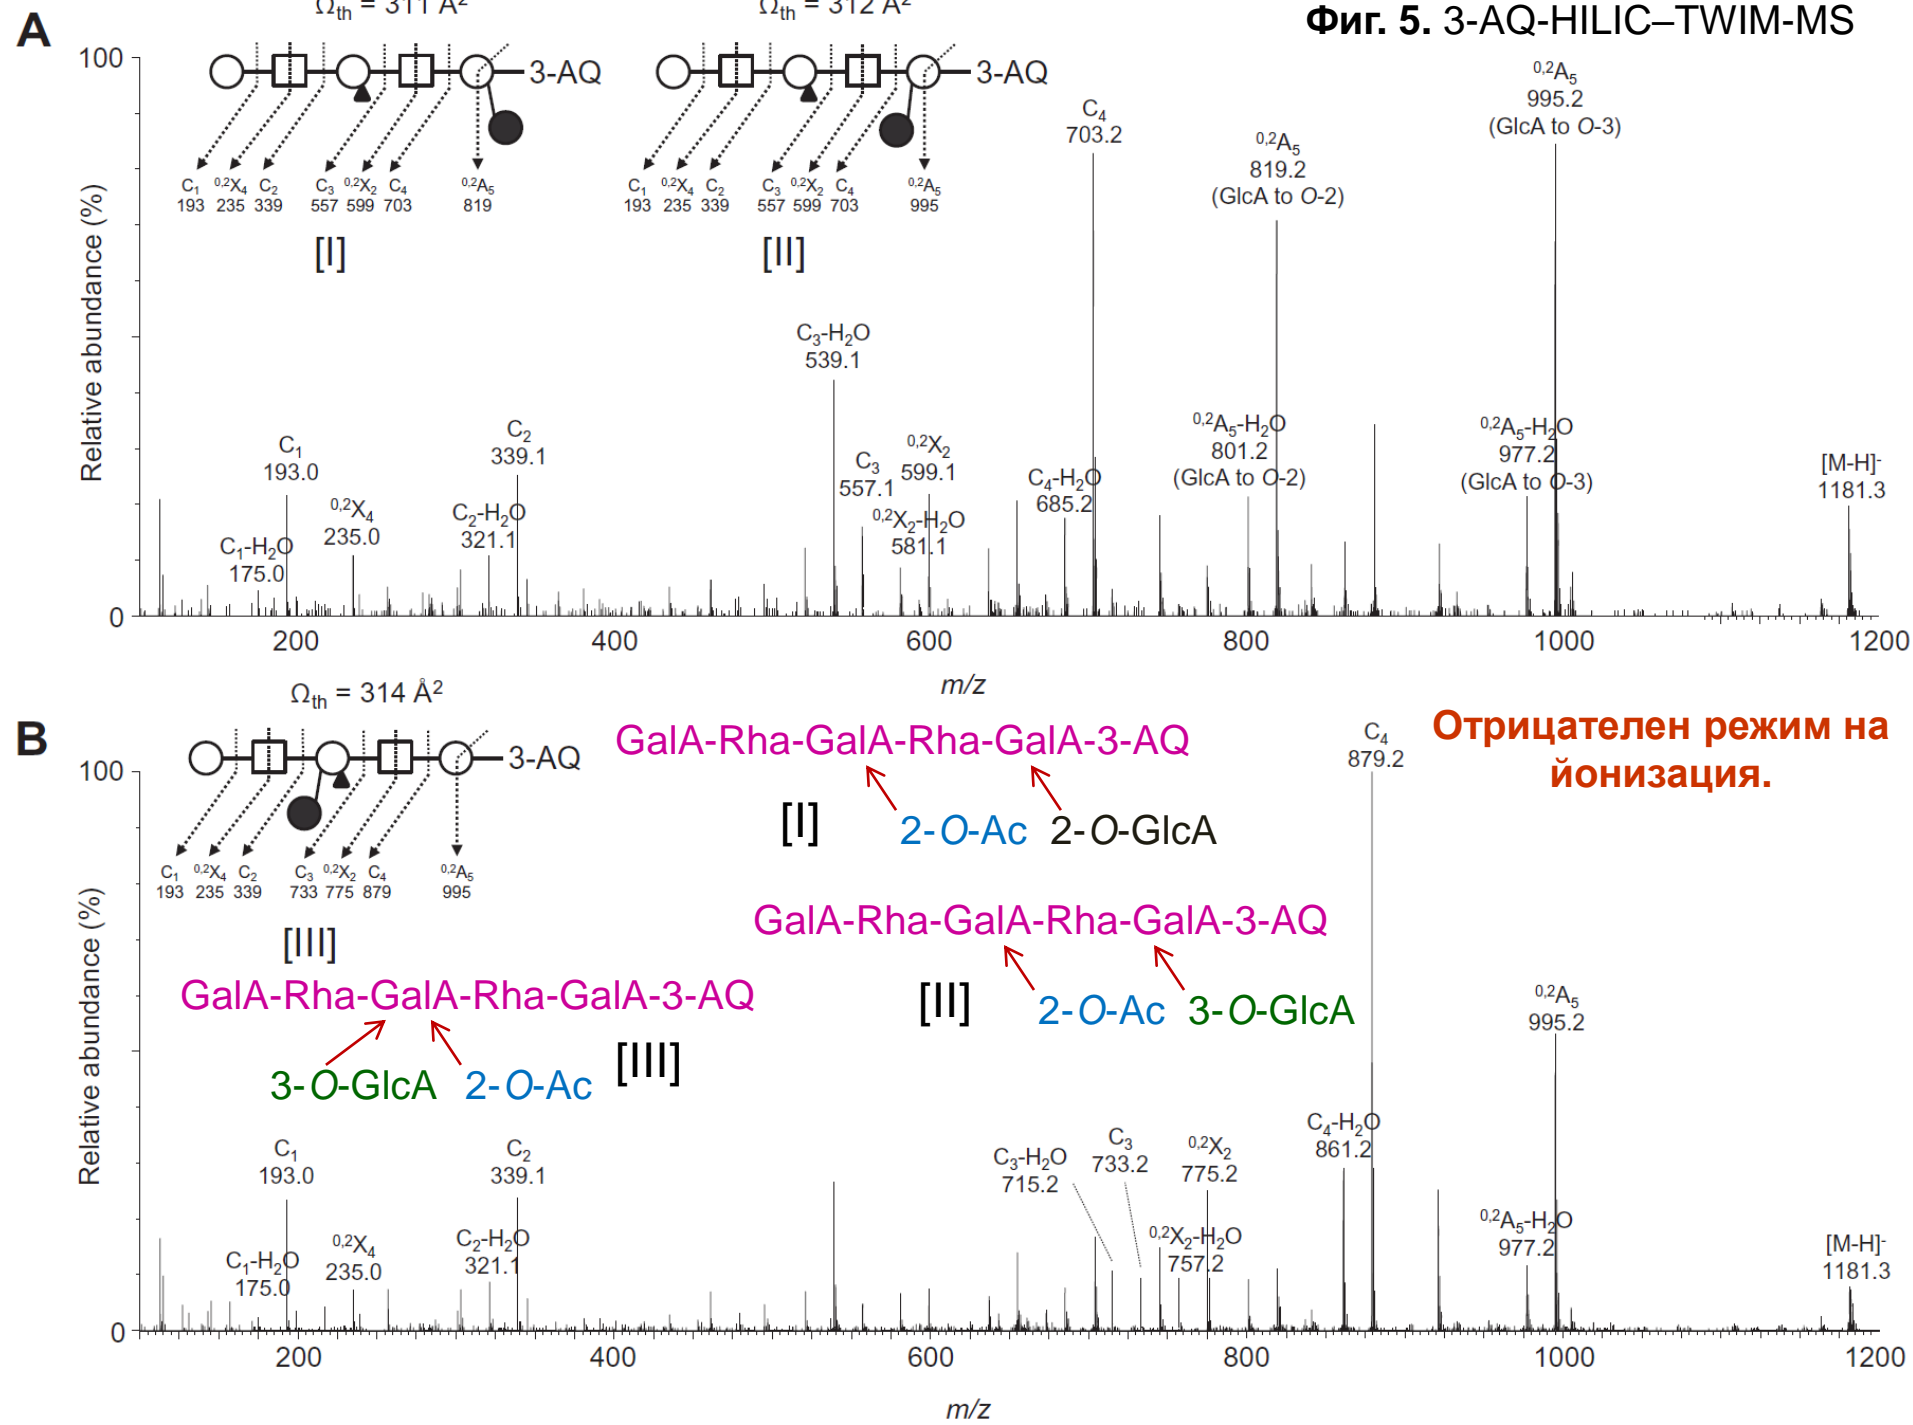 Фиг. 5. 3-AQ-HILIC–TWIM-MS
A
Ωth = 311 Å2
3-AQ
C1 0,2X4 C2 C3 0,2X2 C4 0,2A5
193 235 339 557 599 703 819
[I]
Ωth = 312 Å2
3-AQ
C1 0,2X4 C2 C3 0,2X2 C4 0,2A5
193 235 339 557 599 703 995
[II]
Relative abundance (%)
100
0
C1-H2O
175.0
C1
193.0
0,2X4
235.0
C2-H2O
321.1
C2
339.1
C3-H2O
539.1
C3
557.1
0,2X2-H2O
581.1
0,2X2
599.1
C4-H2O
685.2
C4
703.2
0,2A5-H2O
801.2
(GlcA to O-2)
0,2A5
819.2
(GlcA to O-2)
0,2A5-H2O
977.2
(GlcA to O-3)
0,2A5
995.2
(GlcA to O-3)
[M-H]-
1181.3
200 400 600 800 1000 1200
m/z
B
Ωth = 314 Å2
3-AQ
C1 0,2X4 C2 C3 0,2X2 C4 0,2A5
193 235 339 733 775 879 995
[III]
GalA-Rha-GalA-Rha-GalA-3-AQ
[I]
2-O-Ac 2-O-GlcA
Отрицателен режим на
йонизация.
GalA-Rha-GalA-Rha-GalA-3-AQ
[II]
2-O-Ac 3-O-GlcA
GalA-Rha-GalA-Rha-GalA-3-AQ
3-O-GlcA 2-O-Ac
[III]
Relative abundance (%)
100
0
C1-H2O
175.0
C1
193.0
0,2X4
235.0
C2-H2O
321.1
C2
339.1
C3-H2O
715.2
C3
733.2
0,2X2-H2O
757.2
0,2X2
775.2
C4-H2O
861.2
C4
879.2
0,2A5-H2O
977.2
0,2A5
995.2
[M-H]-
1181.3
200 400 600 800 1000 1200
m/z